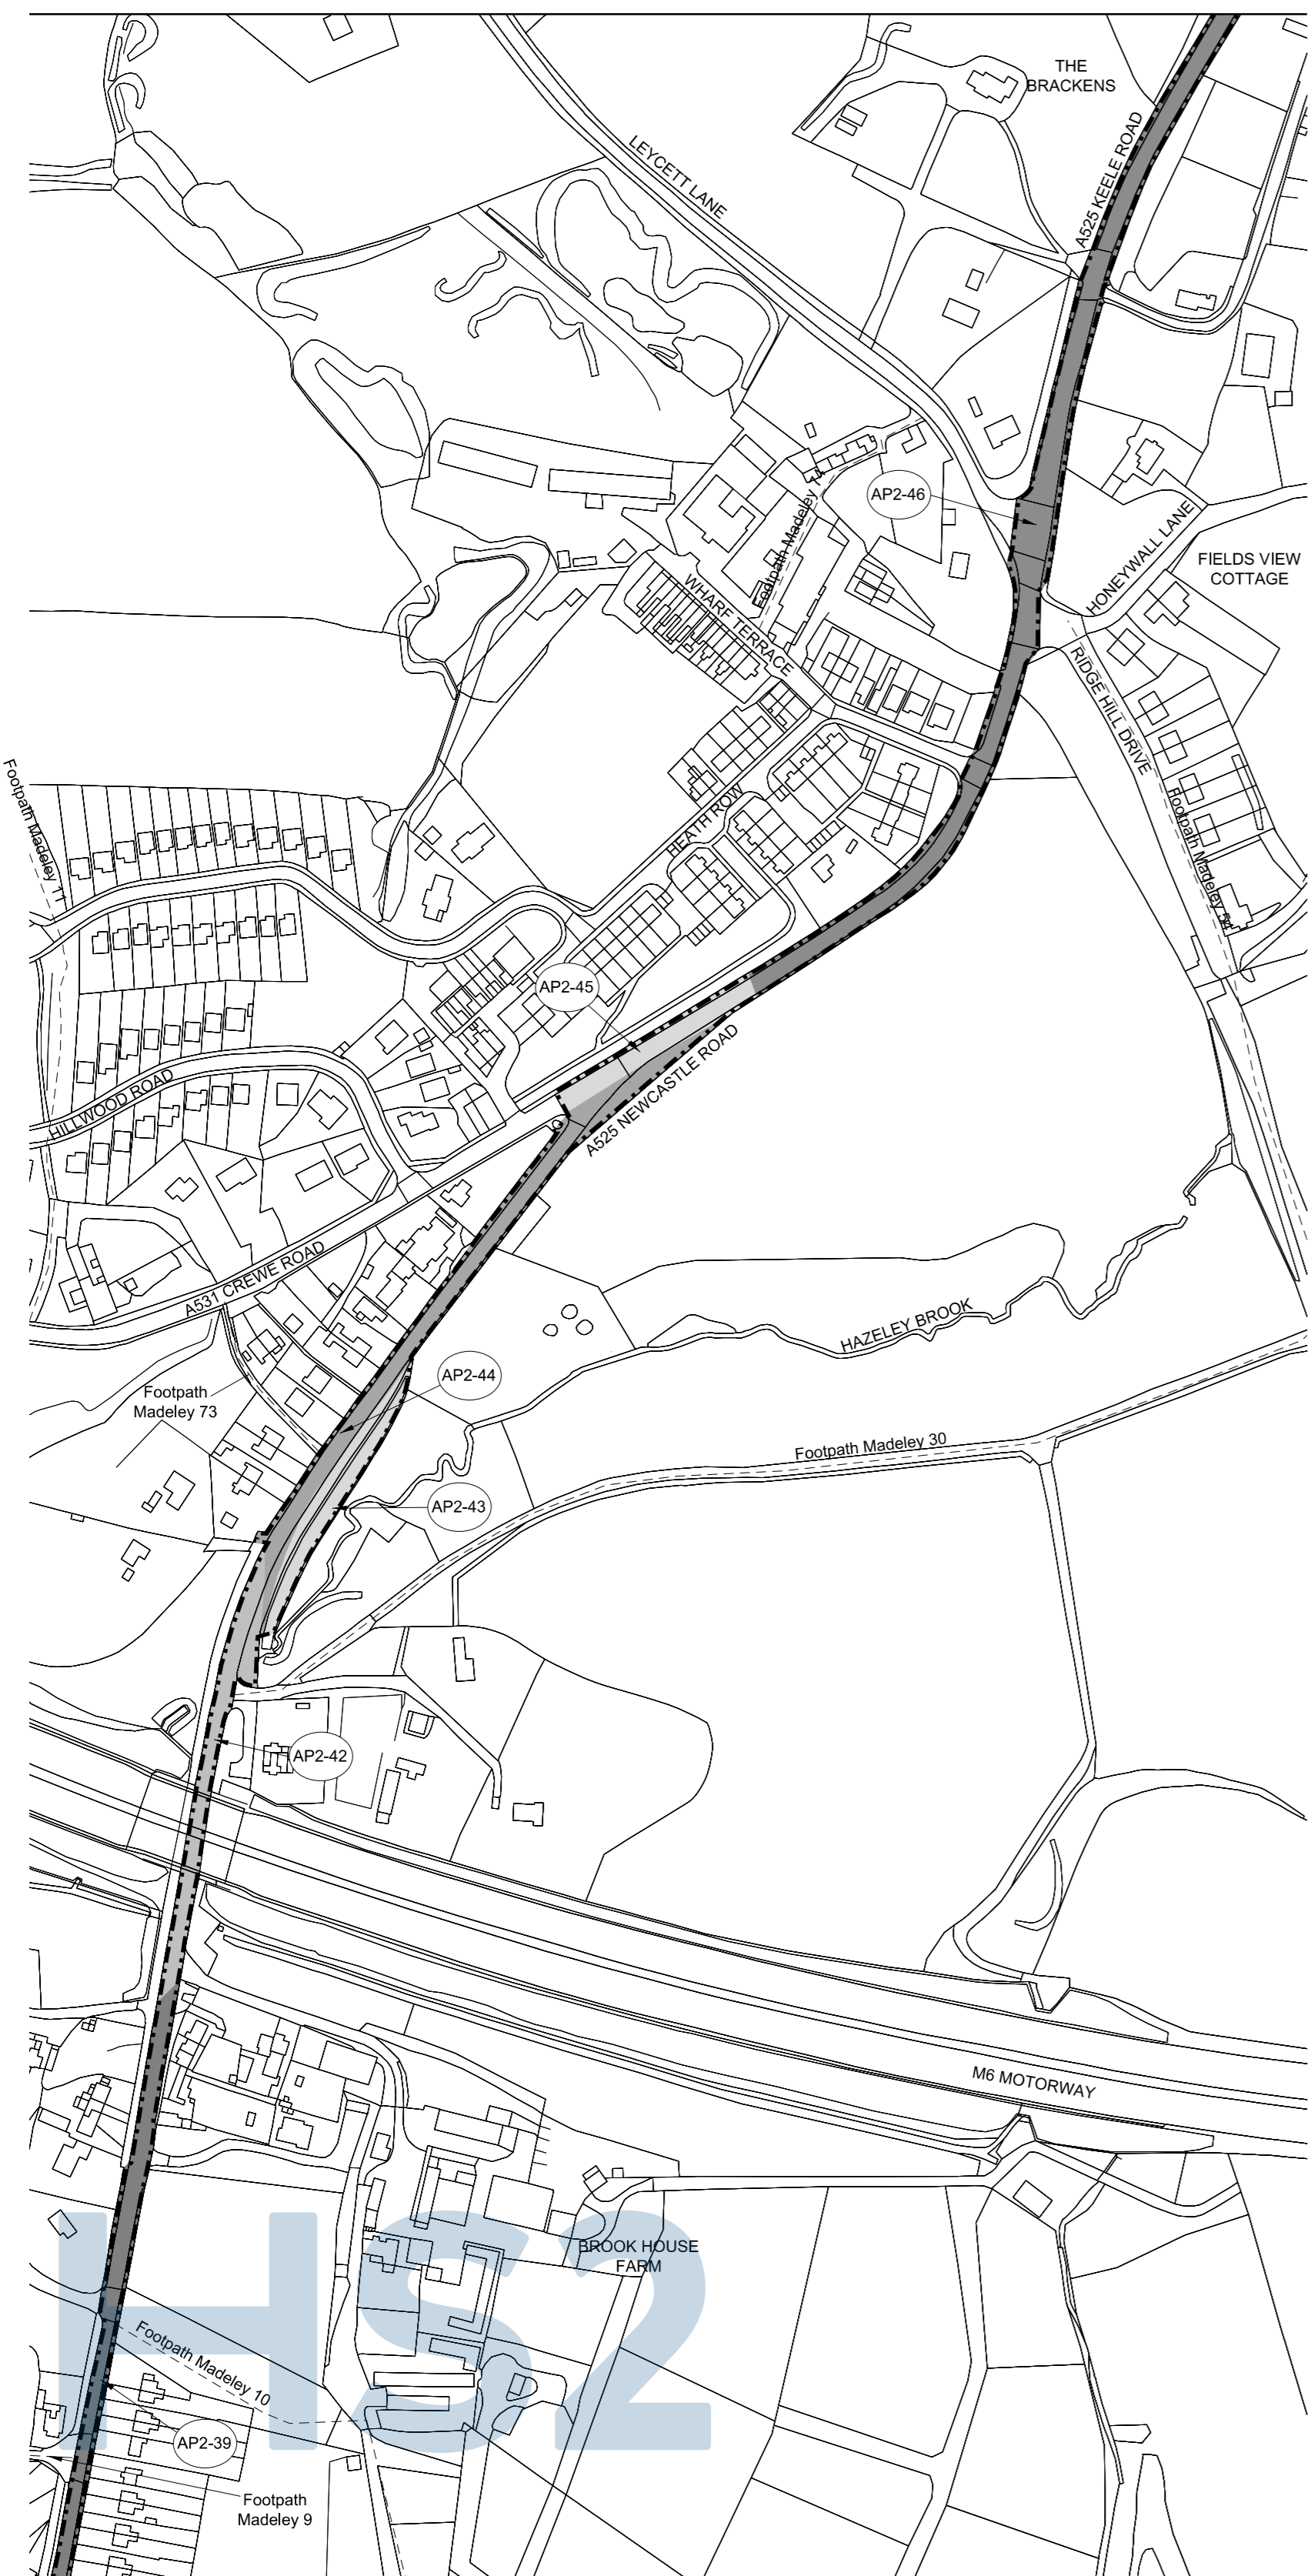 THE
BRACKENS
LEYCETT LANE
A525 KEELE ROAD
AP2-46
Footpath Madeley 74
HONEYWALL LANE
FIELDS VIEW
COTTAGE
WHARF TERRACE
RIDGE HILL DRIVE
Footpath Madeley 11
HEATH ROW
Footpath Madeley 54
AP2-45
A525 NEWCASTLE ROAD
HILLWOOD ROAD
A531 CREWE ROAD
HAZELEY BROOK
AP2-44
Footpath
Madeley 73
Footpath Madeley 30
AP2-43
AP2-42
M6 MOTORWAY
HS2
BROOK HOUSE
FARM
Footpath Madeley 10
AP2-39
Footpath
Madeley 9